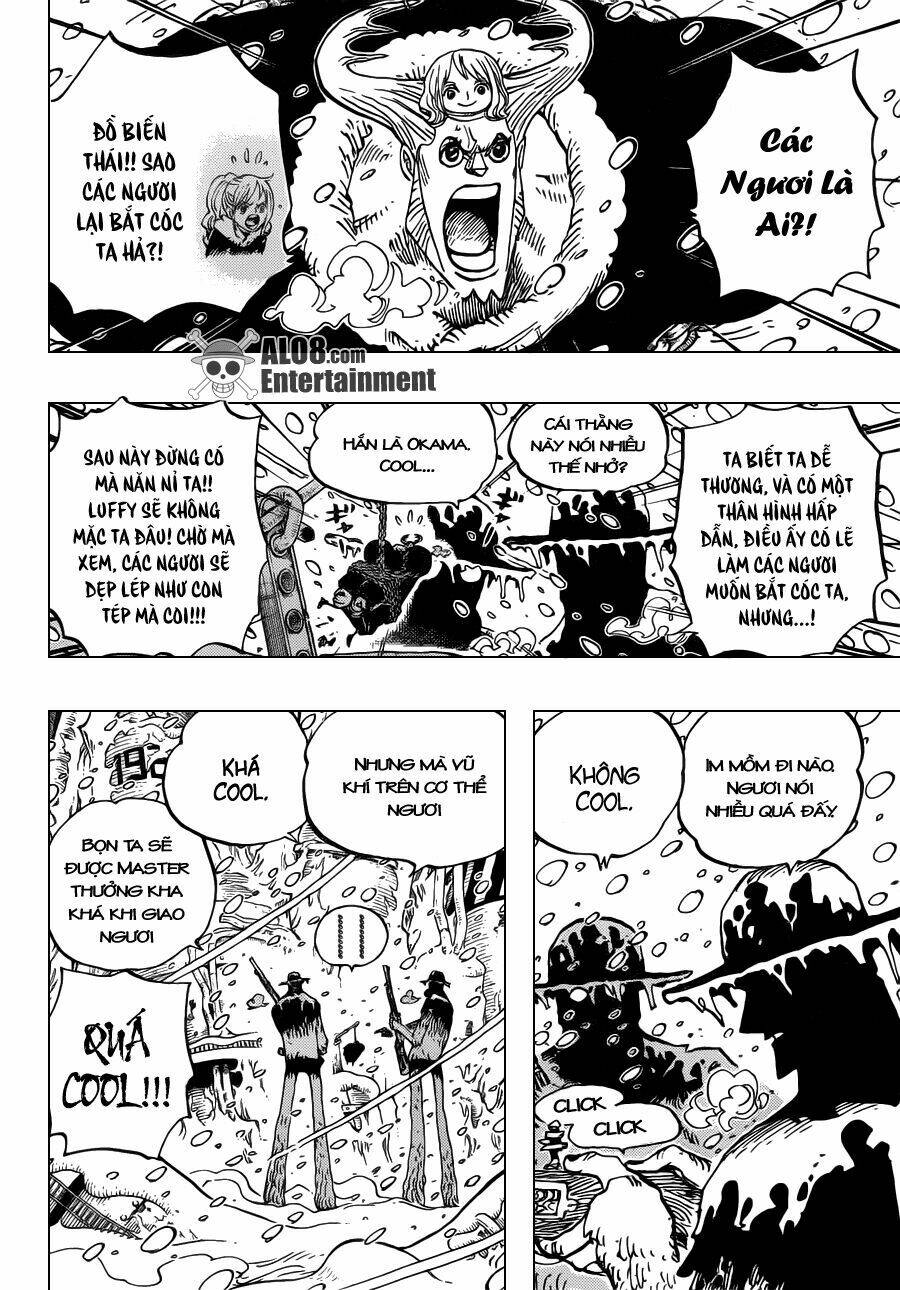 Các
Ngươi Là
Ai?!
ĐỒ BIẾN
THÁI!! SAO
CÁC NGƯƠI
LẠI BẮT CÓC
TA HẢ?!
ALO8.com
Entertainment
TA BIẾT TA DỄ
THƯƠNG, VÀ CÓ MỘT
THÂN HÌNH HẤP
DẪN, ĐIỀU ẤY CÓ LẼ
LÀM CÁC NGƯƠI
MUỐN BẮT CÓC TA,
NHƯNG...!
CÁI THẰNG
NÀY NÓI NHIỀU
THẾ NHỞ?
HẮN LÀ OKAMA.
COOL...
SAU NÀY ĐỪNG CÓ
MÀ NĂN NỈ TA!!
LUFFY SẼ KHÔNG
MẶC TA ĐÂU! CHỜ MÀ
XEM, CÁC NGƯƠI SẼ
DẸP LÉP NHƯ CON
TÉP MÀ COI!!!
IM MỒM ĐI NÀO.
NGƯƠI NÓI
NHIỀU QUÁ ĐẤY.
KHÔNG
COOL.
CLICK
CLICK
NHƯNG MÀ VŨ
KHÍ TRÊN CƠ THỂ
NGƯƠI
KHÁ
COOL.
BỌN TA SẼ
ĐƯỢC MASTER
THƯỞNG KHA
KHÁ KHI GIAO
NGƯƠI
QUÁ
COOL!!!